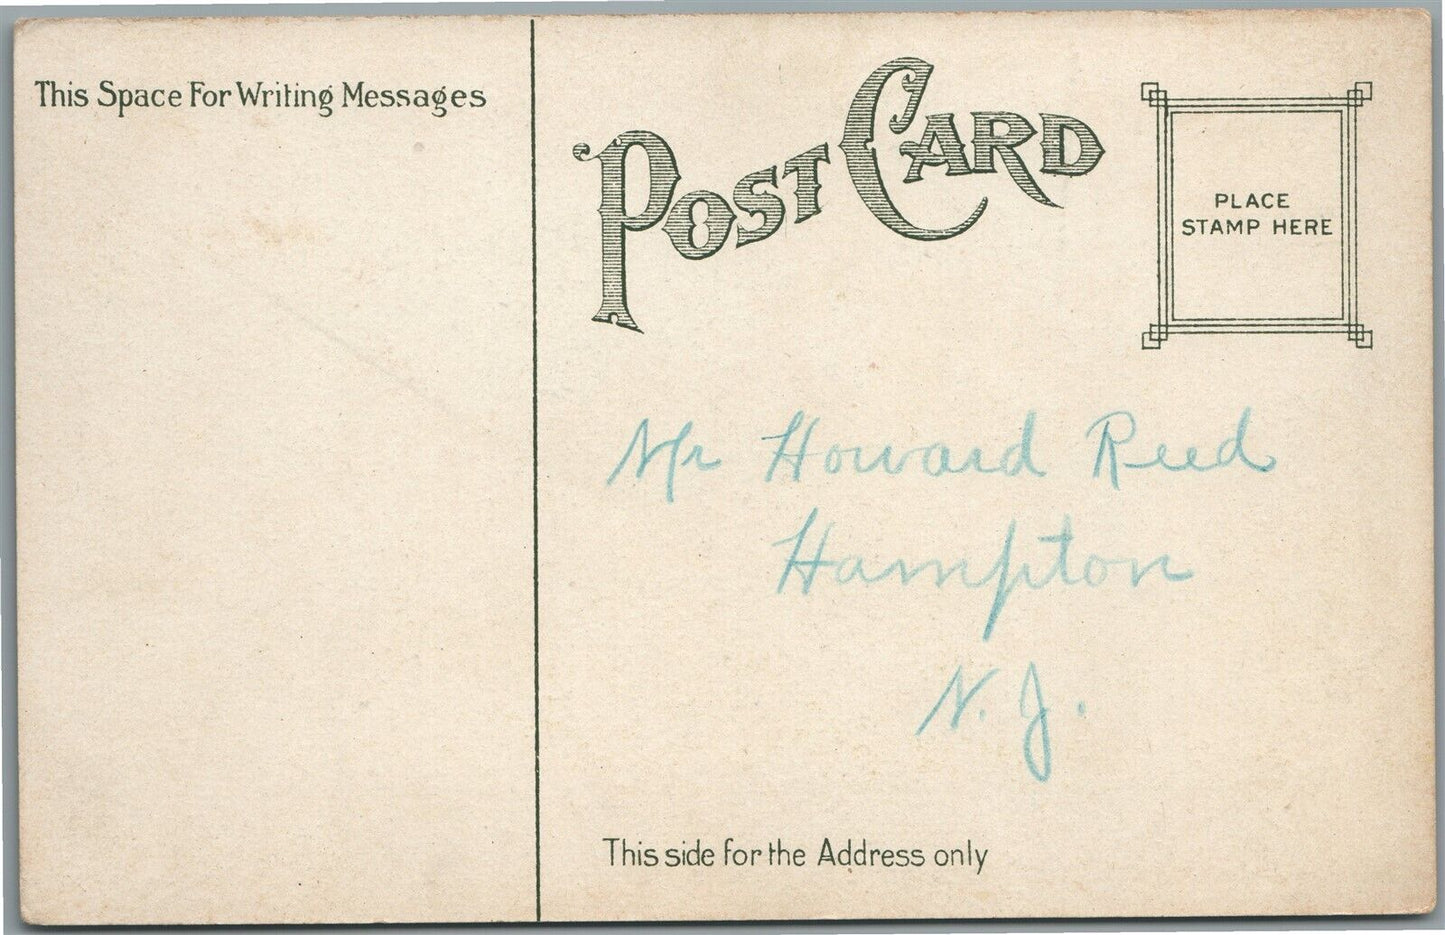 This Space For Writing Messages
POST CARD
PLACE
STAMP HERE
Mr Howard Reed
Hampton
N. J.
This side for the Address only